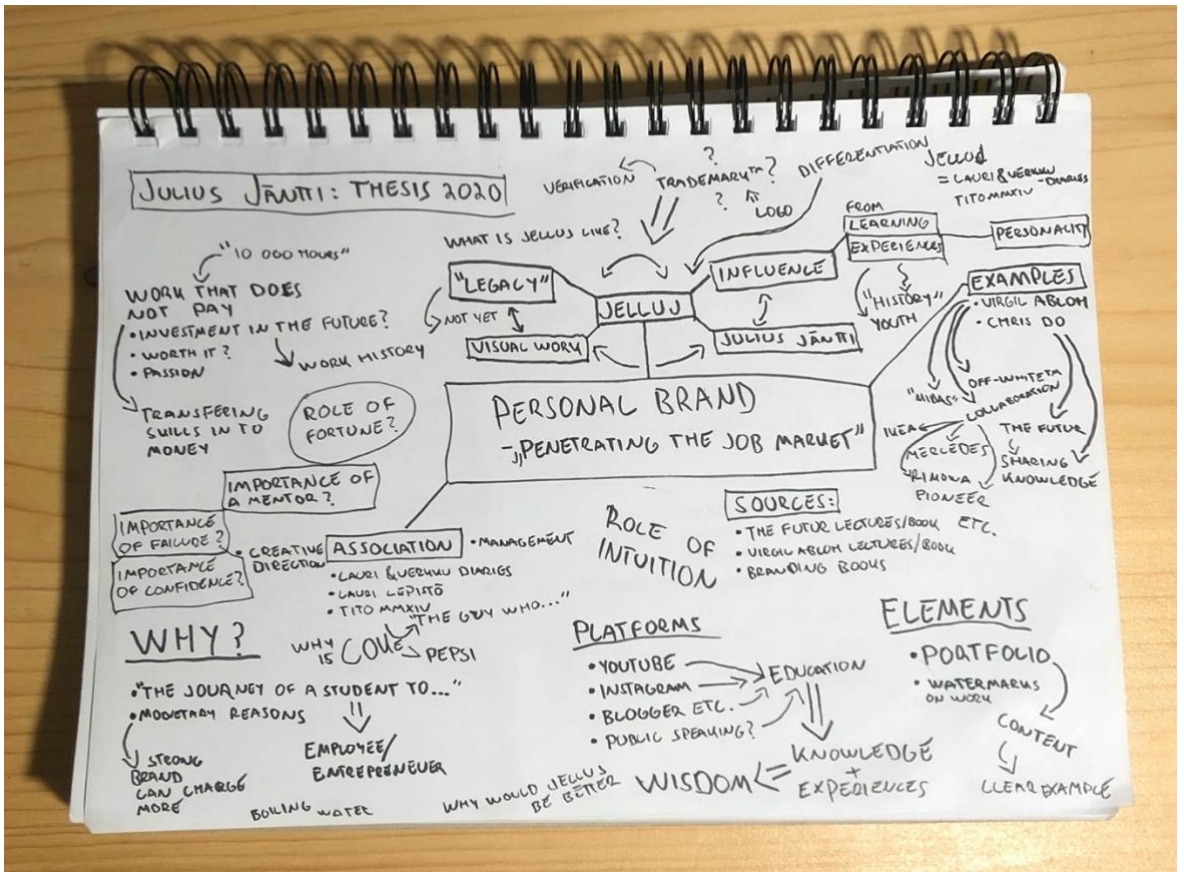 JULIUS JÄNTTI: THESIS 2020
VERIFICATION
?
TRADEMARK™?
?
LOGO
DIFFERENTIATION
JELLUJ
= LAURI & VERKKU DIARIES
TITOMMXIV
WHAT IS JELLUJ LIKE?
"LEGACY"
NOT YET
VISUAL WORK
JELLUJ
INFLUENCE
JULIUS JÄNTTI
FROM
LEARNING
EXPERIENCES
PERSONALITY
"HISTORY"
YOUTH
"10 000 HOURS"
WORK THAT DOES
NOT PAY
• INVESTMENT IN THE FUTURE?
• WORTH IT?
• PASSION
WORK HISTORY
TRANSFERING
SKILLS IN TO
MONEY
ROLE OF
FORTUNE?
PERSONAL BRAND
- "PENETRATING THE JOB MARKET"
EXAMPLES
• VIRGIL ABLOH
• CHRIS DO
"MIDAS"
OFF-WHITE™
COLLABORATION
IKEA
MERCEDES
RIMOWA
PIONEER
THE FUTUR
SHARING
KNOWLEDGE
IMPORTANCE OF
A MENTOR?
IMPORTANCE
OF FAILURE?
IMPORTANCE
OF CONFIDENCE?
• CREATIVE
DIRECTION
ASSOCIATION
• MANAGEMENT
• LAURI & VERKKU DIARIES
• LAURI LEPISTÖ
• TITO MMXIV
"THE GUY WHO..."
ROLE OF
INTUITION
SOURCES:
• THE FUTUR LECTURES/BOOK ETC.
• VIRGIL ABLOH LECTURES/BOOK
• BRANDING BOOKS
WHY?
WHY
IS COKE
PEPSI
• "THE JOURNEY OF A STUDENT TO..."
• MONETARY REASONS
STRONG
BRAND
CAN CHARGE
MORE
EMPLOYEE/
ENTREPRENEUER
BOILING WATER
WHY WOULD JELLUJ
BE BETTER
PLATFORMS
• YOUTUBE
• INSTAGRAM
• BLOGGER ETC.
• PUBLIC SPEAKING?
EDUCATION
KNOWLEDGE
+
EXPERIENCES
WISDOM
ELEMENTS
• PORTFOLIO
• WATERMARKS
ON WORK
CONTENT
CLEAR EXAMPLE